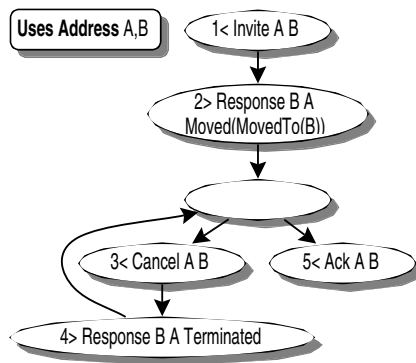 Uses Address A,B
1< Invite A B
2> Response B A
Moved(MovedTo(B))
3< Cancel A B
5< Ack A B
4> Response B A Terminated